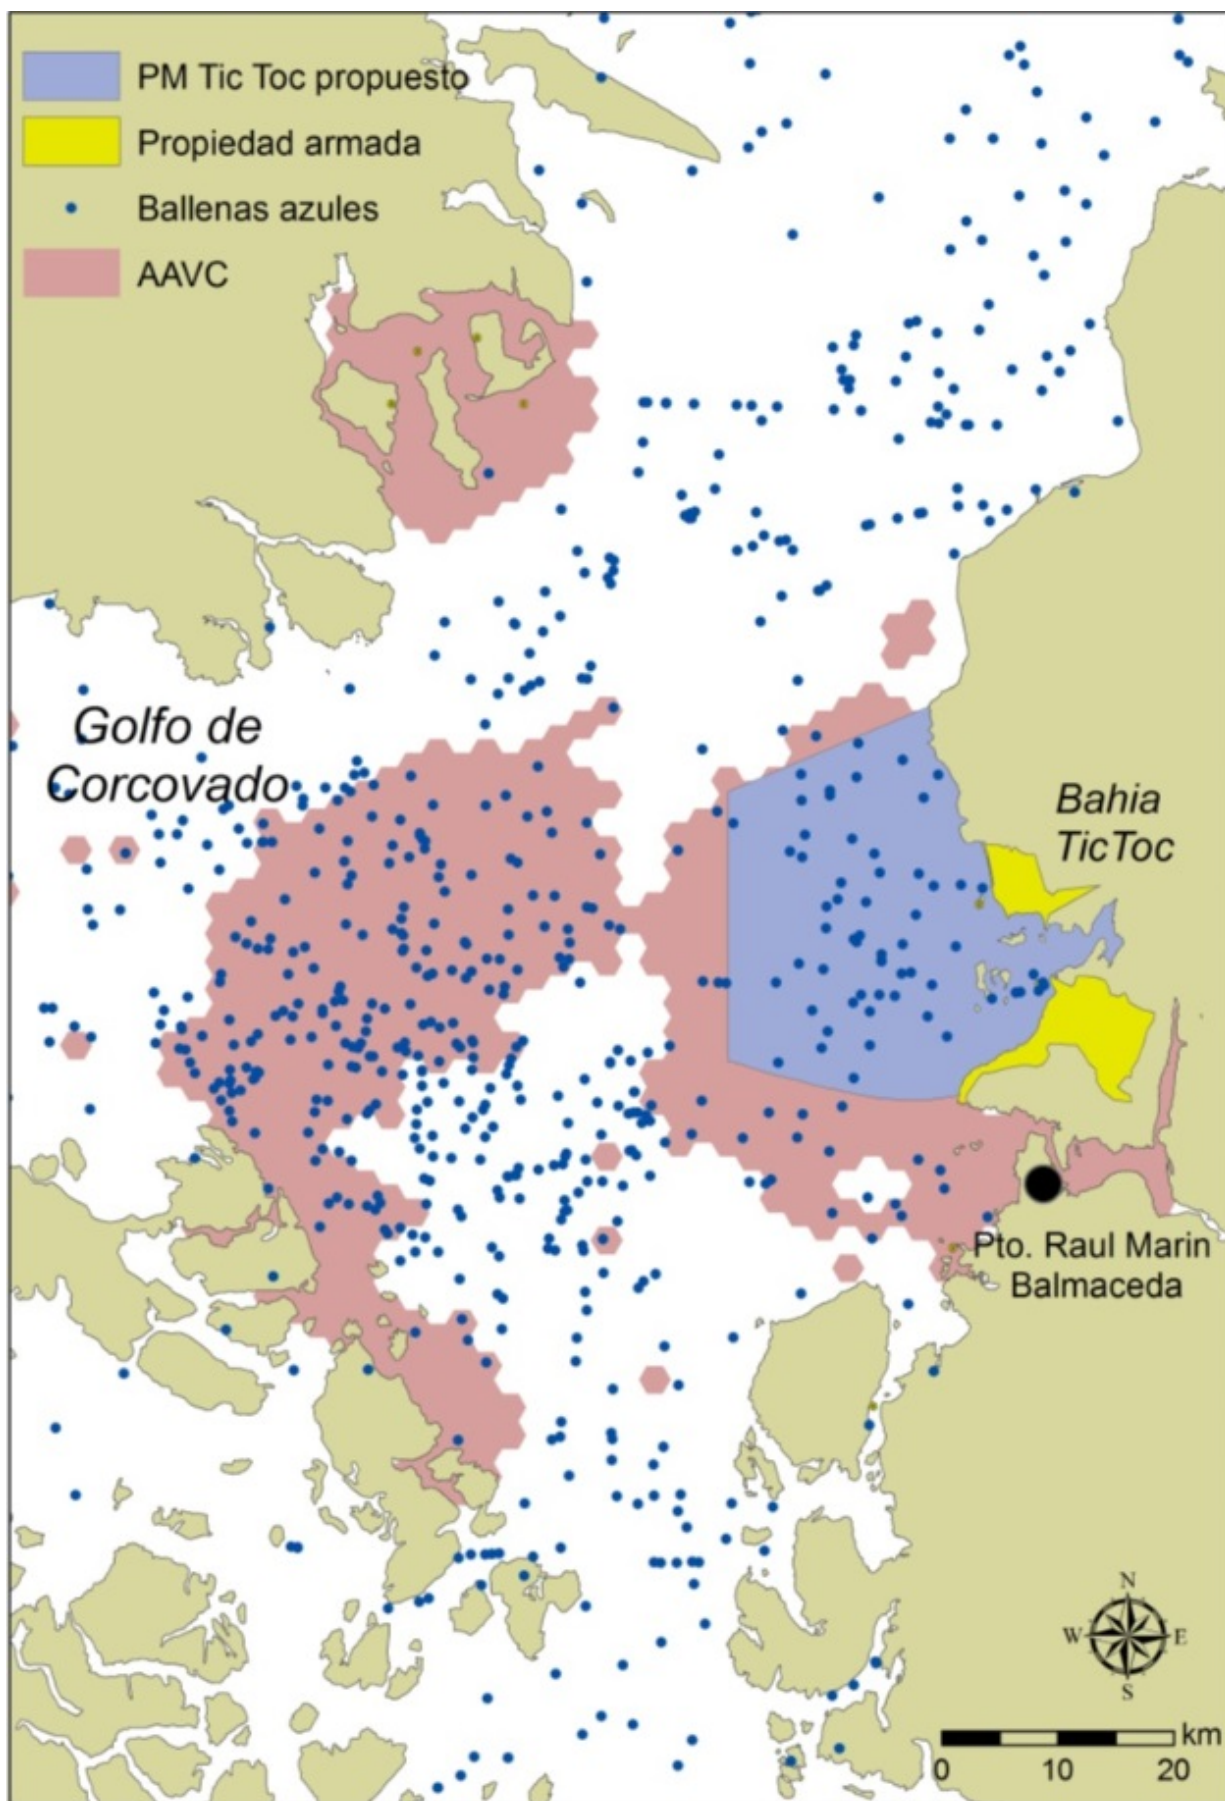 PM Tic Toc propuesto
Propiedad armada
Ballenas azules
AAVC
Golfo de
Corcovado
Bahia
TicToc
Pto. Raul Marin
Balmaceda
N
W E
S
km
0 10 20